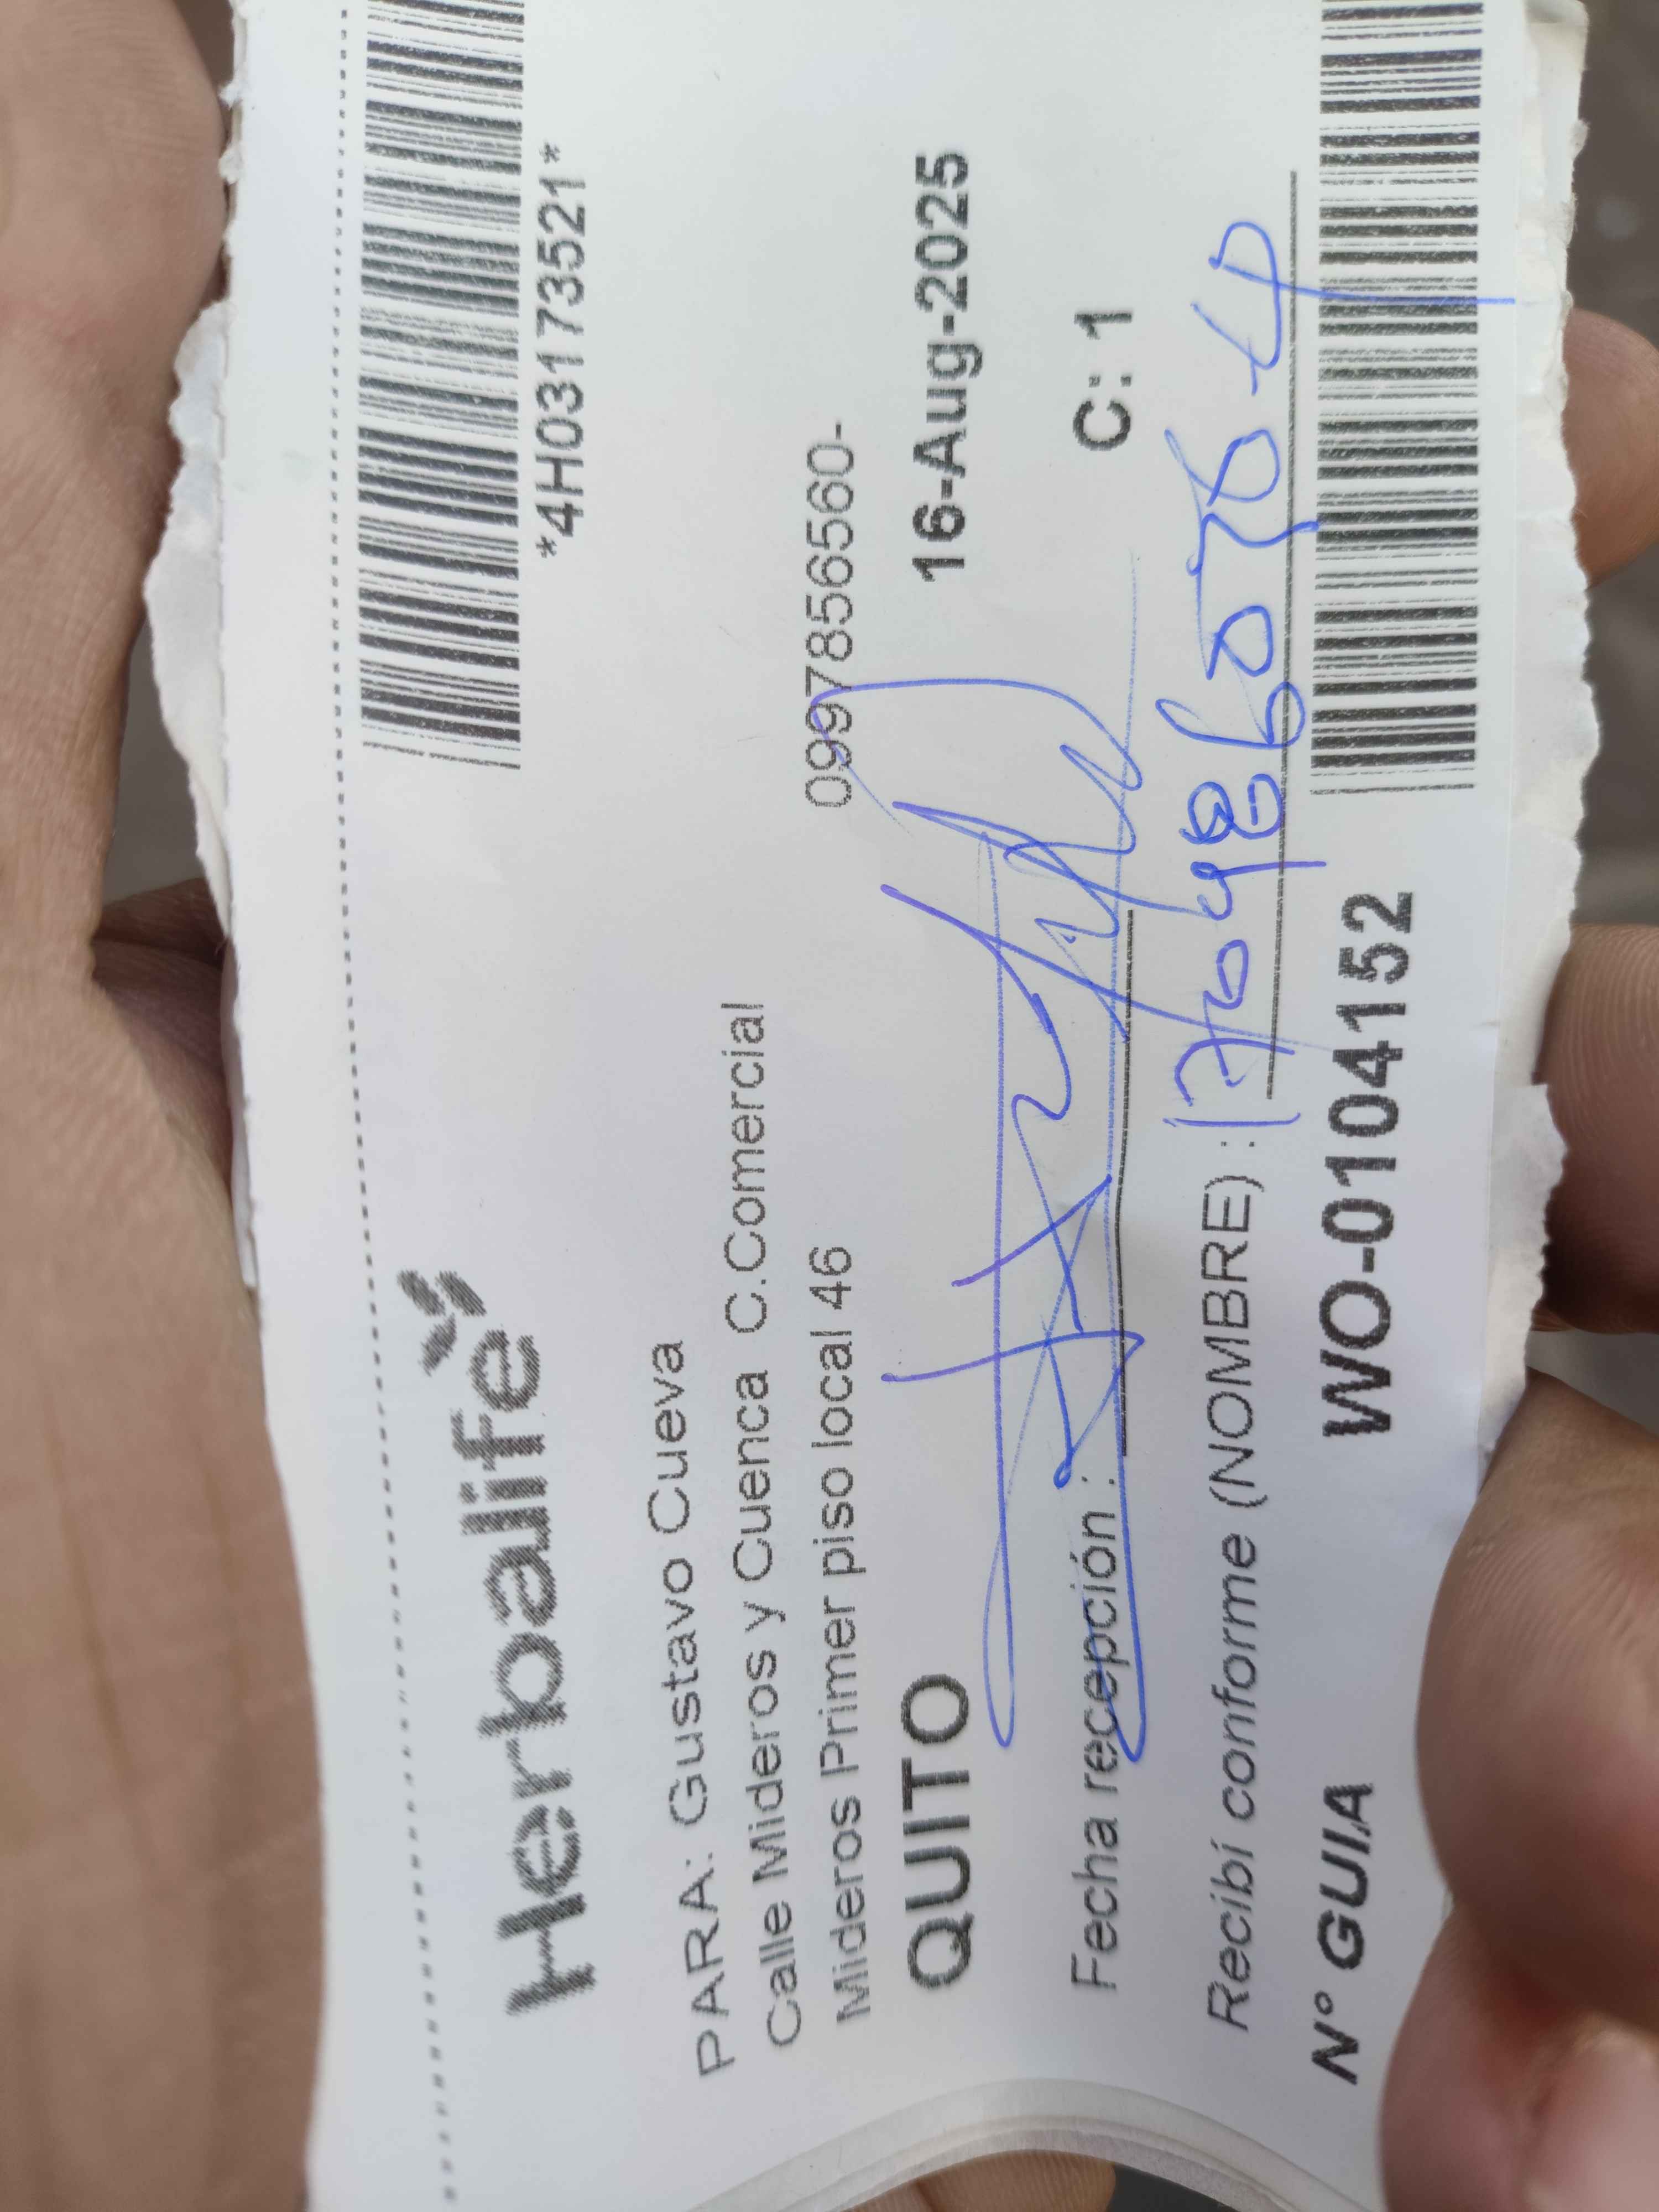 *4H03173521*
Herbalife
PARA: Gustavo Cueva
Calle Mideros y Cuenca C.Comercial
Mideros Primer piso local 46 0997856560-
QUITO 16-Aug-2025
Fecha recepción : C: 1
Recibí conforme (NOMBRE) :
N° GUIA WO-0104152